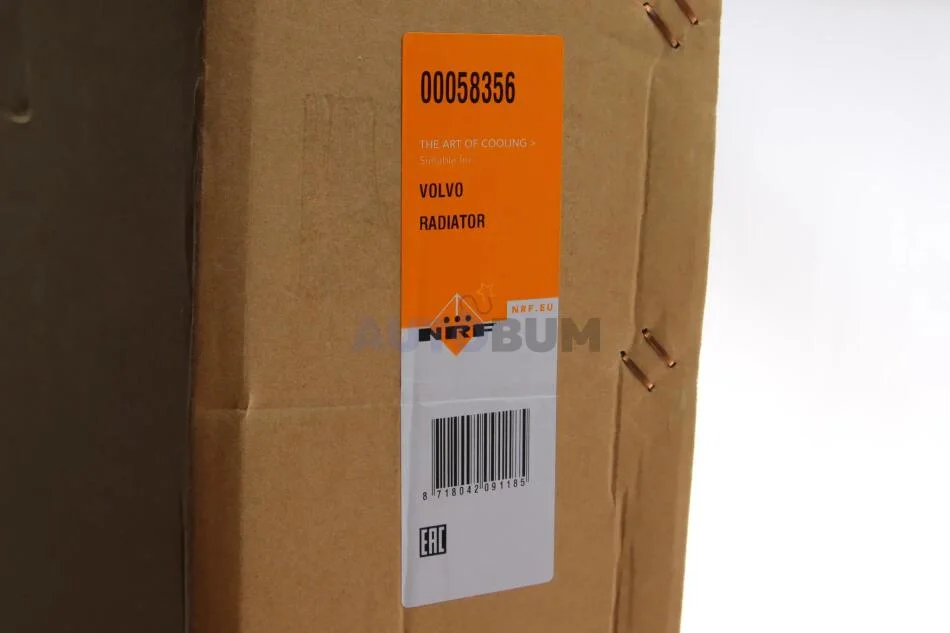 00058356
THE ART OF COOLING >
Suitable for:
VOLVO
RADIATOR
NRF.EU
NRF
AUTOBUM
8 718042 091185
EAC